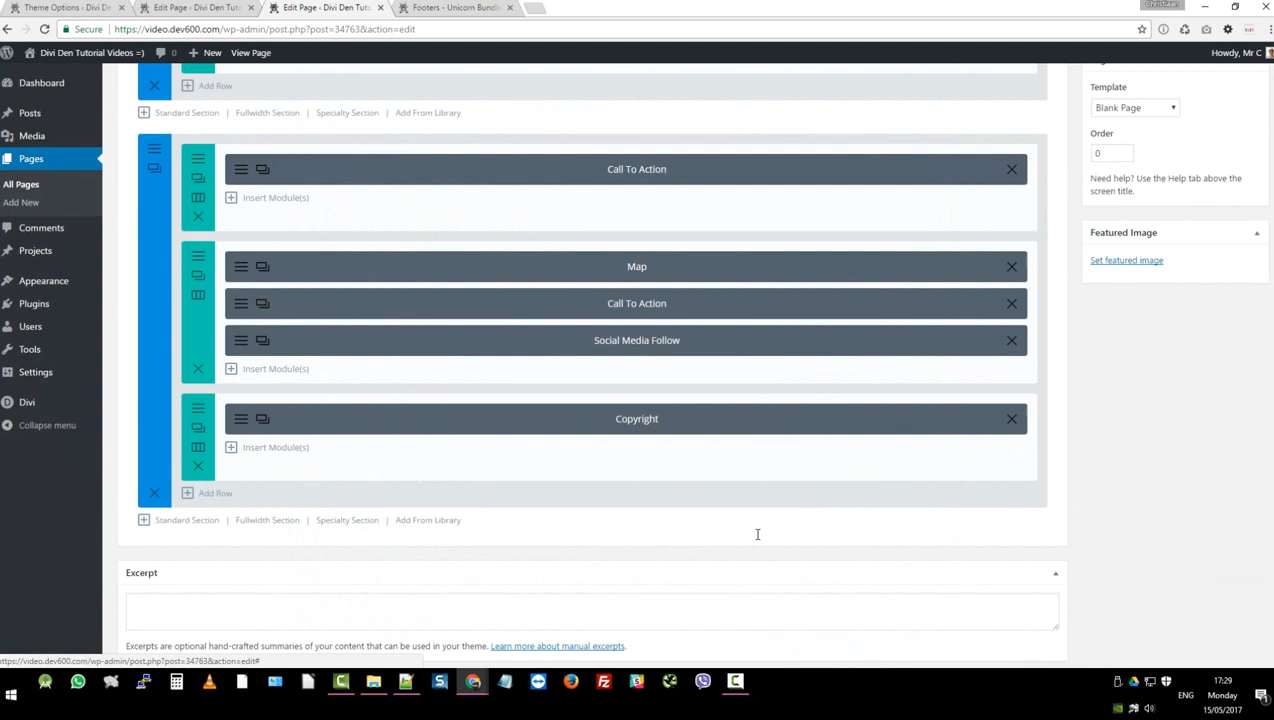 Theme Options ‹ Divi De
Edit Page ‹ Divi Den Tut
Edit Page ‹ Divi Den Tuto
Footers - Unicorn Bundle
Christiaan
Secure
https://video.dev600.com/wp-admin/post.php?post=34763&action=edit
Divi Den Tutorial Videos =)
0
New
View Page
Howdy, Mr C
Dashboard
Posts
Media
Pages
All Pages
Add New
Comments
Projects
Appearance
Plugins
Users
Tools
Settings
Divi
Collapse menu
Add Row
Standard Section | Fullwidth Section | Specialty Section | Add From Library
Call To Action
Insert Module(s)
Map
Call To Action
Social Media Follow
Insert Module(s)
Copyright
Insert Module(s)
Add Row
Standard Section | Fullwidth Section | Specialty Section | Add From Library
Excerpt
Excerpts are optional hand-crafted summaries of your content that can be used in your theme. Learn more about manual excerpts.
Template
Blank Page
Order
0
Need help? Use the Help tab above the
screen title.
Featured Image
Set featured image
https://video.dev600.com/wp-admin/post.php?post=34763&action=edit#
ENG
17:29
Monday
15/05/2017